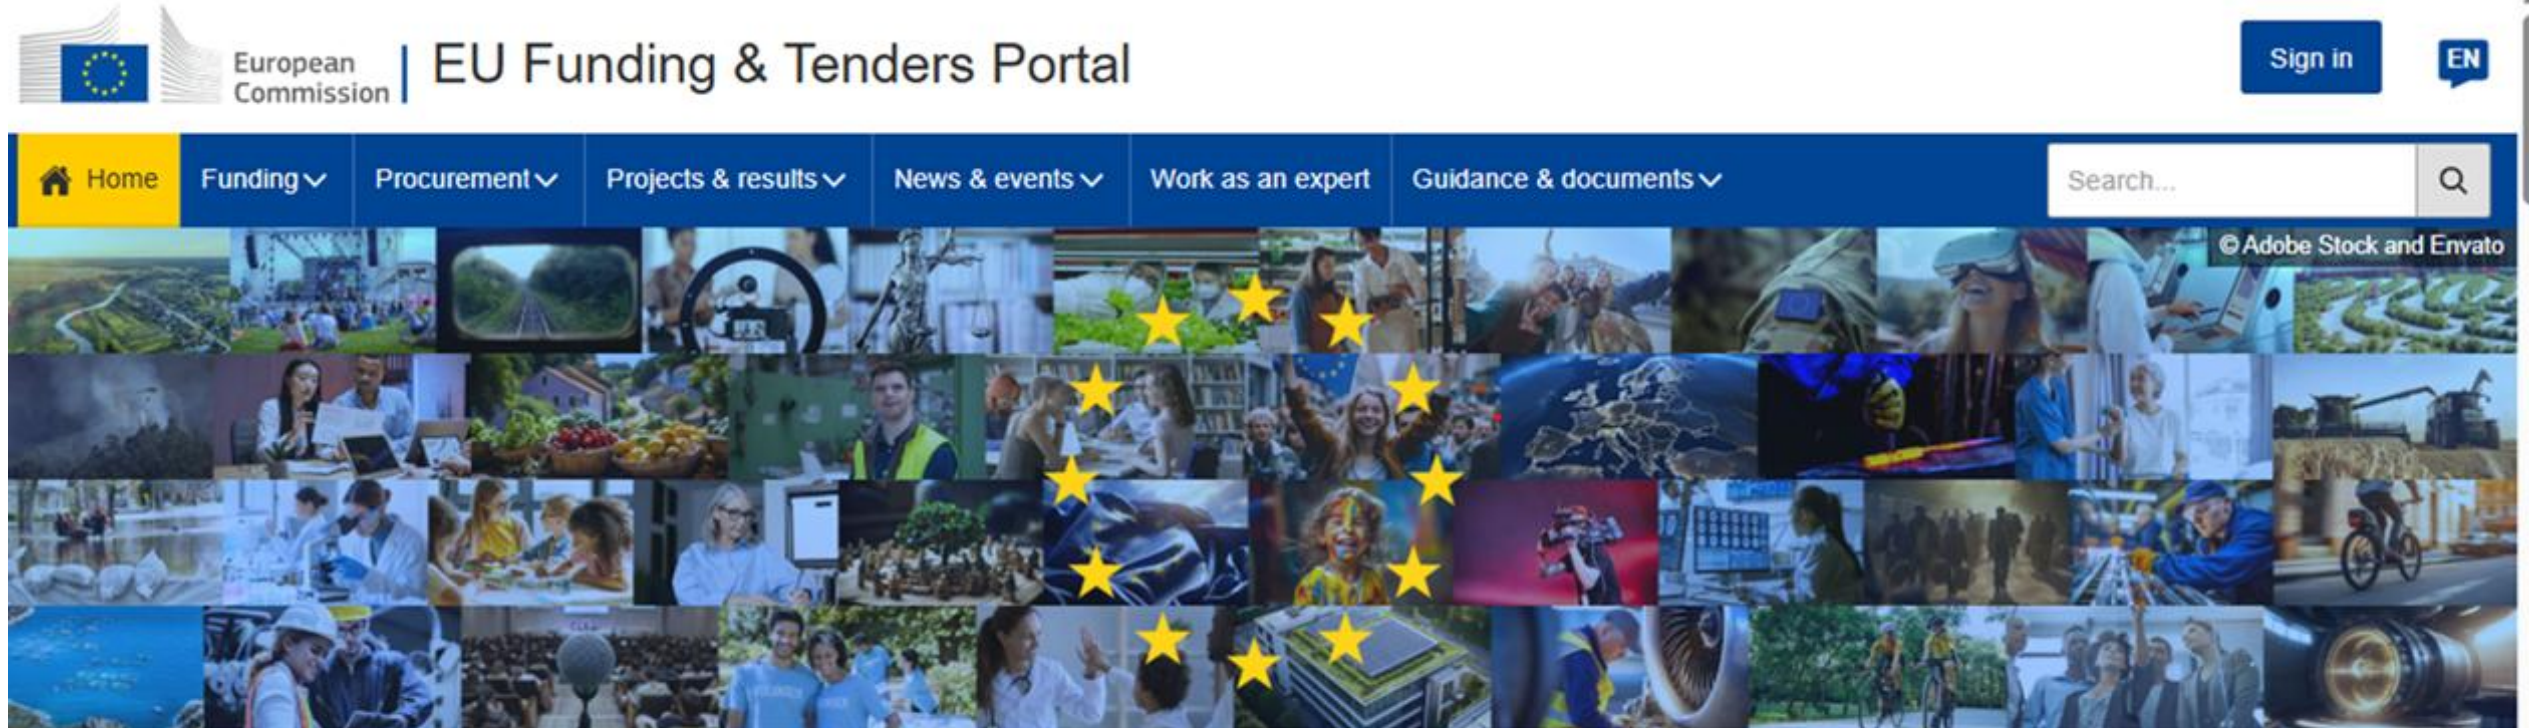 European
Commission
EU Funding & Tenders Portal
Sign in
EN
Home
Funding
Procurement
Projects & results
News & events
Work as an expert
Guidance & documents
Search...
© Adobe Stock and Envato